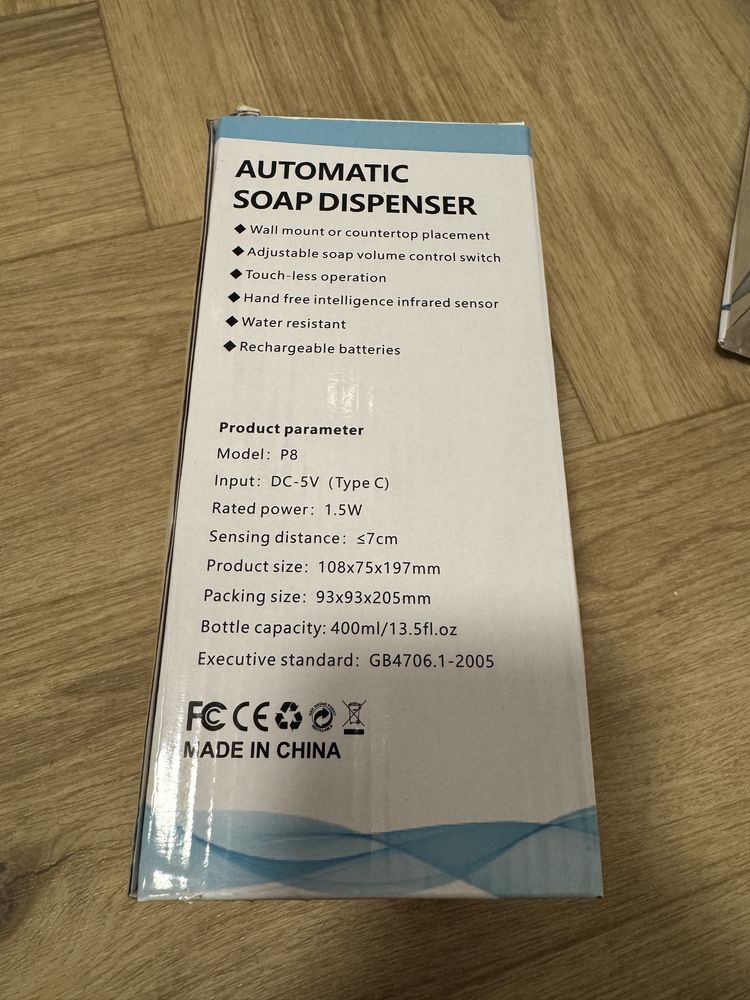 AUTOMATIC
SOAP DISPENSER
◆ Wall mount or countertop placement
◆ Adjustable soap volume control switch
◆ Touch-less operation
◆ Hand free intelligence infrared sensor
◆ Water resistant
◆ Rechargeable batteries
Product parameter
Model: P8
Input: DC-5V (Type C)
Rated power: 1.5W
Sensing distance: ≤7cm
Product size: 108x75x197mm
Packing size: 93x93x205mm
Bottle capacity: 400ml/13.5fl.oz
Executive standard: GB4706.1-2005
FC CE
MADE IN CHINA